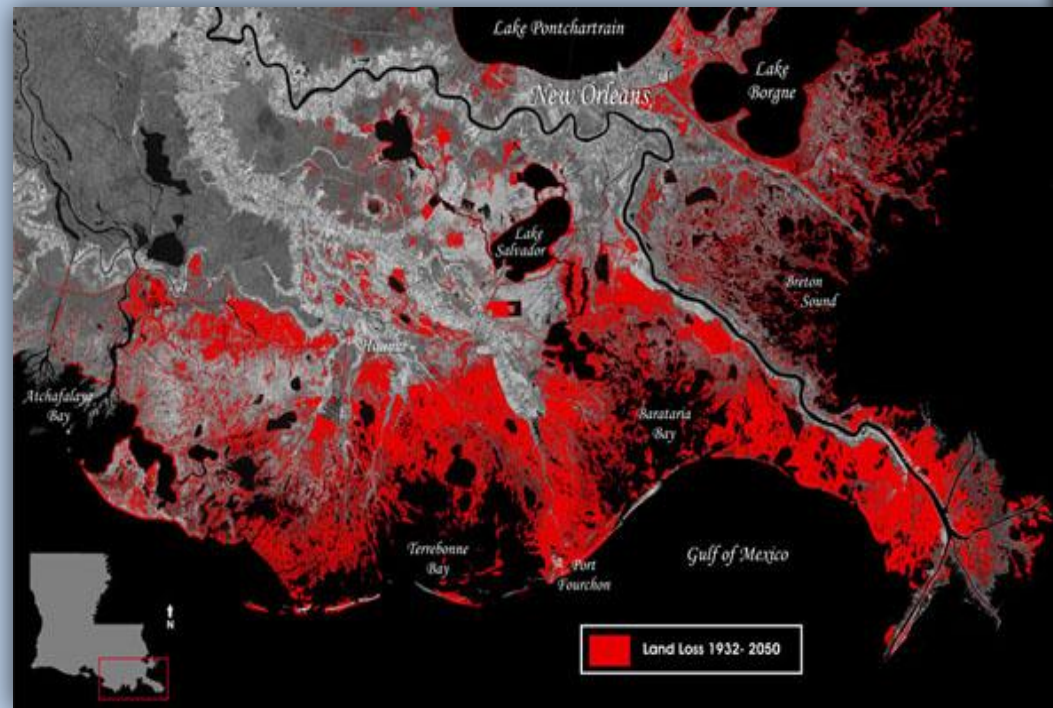 Lake Pontchartrain
Lake
Borgne
New Orleans
Lake
Salvador
Breton
Sound
Houma
Atchafalaya
Bay
Barataria
Bay
Terrebonne
Bay
Port
Fourchon
Gulf of Mexico
N
Land Loss 1932- 2050